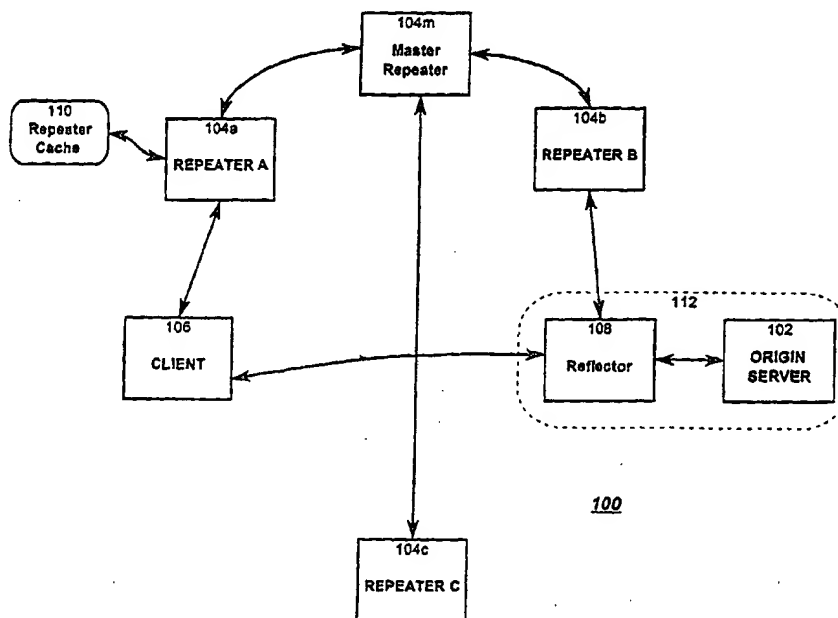 104m
Master
Repeater
110
Repeater
Cache
104a
REPEATER A
104b
REPEATER B
106
CLIENT
112
108
Reflector
102
ORIGIN
SERVER
100
104c
REPEATER C